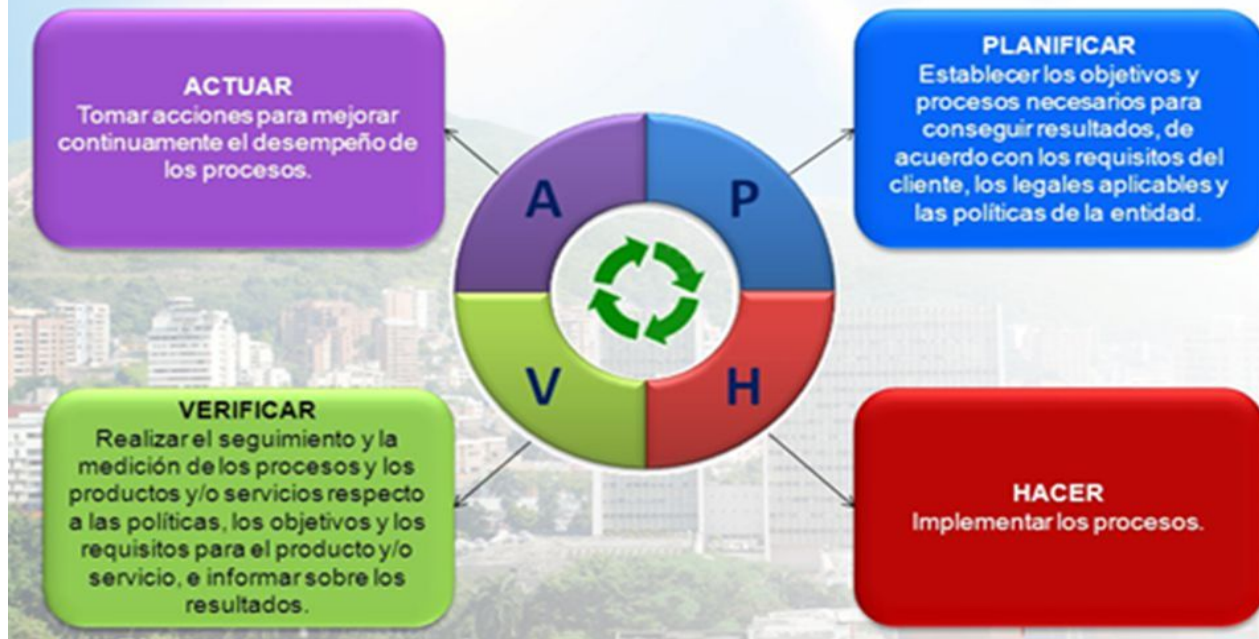 ACTUAR
Tomar acciones para mejorar
continuamente el desempeño de
los procesos.
PLANIFICAR
Establecer los objetivos y
procesos necesarios para
conseguir resultados, de
acuerdo con los requisitos del
cliente, los legales aplicables y
las políticas de la entidad.
A
P
V
H
VERIFICAR
Realizar el seguimiento y la
medición de los procesos y los
productos y/o servicios respecto
a las políticas, los objetivos y los
requisitos para el producto y/o
servicio, e informar sobre los
resultados.
HACER
Implementar los procesos.